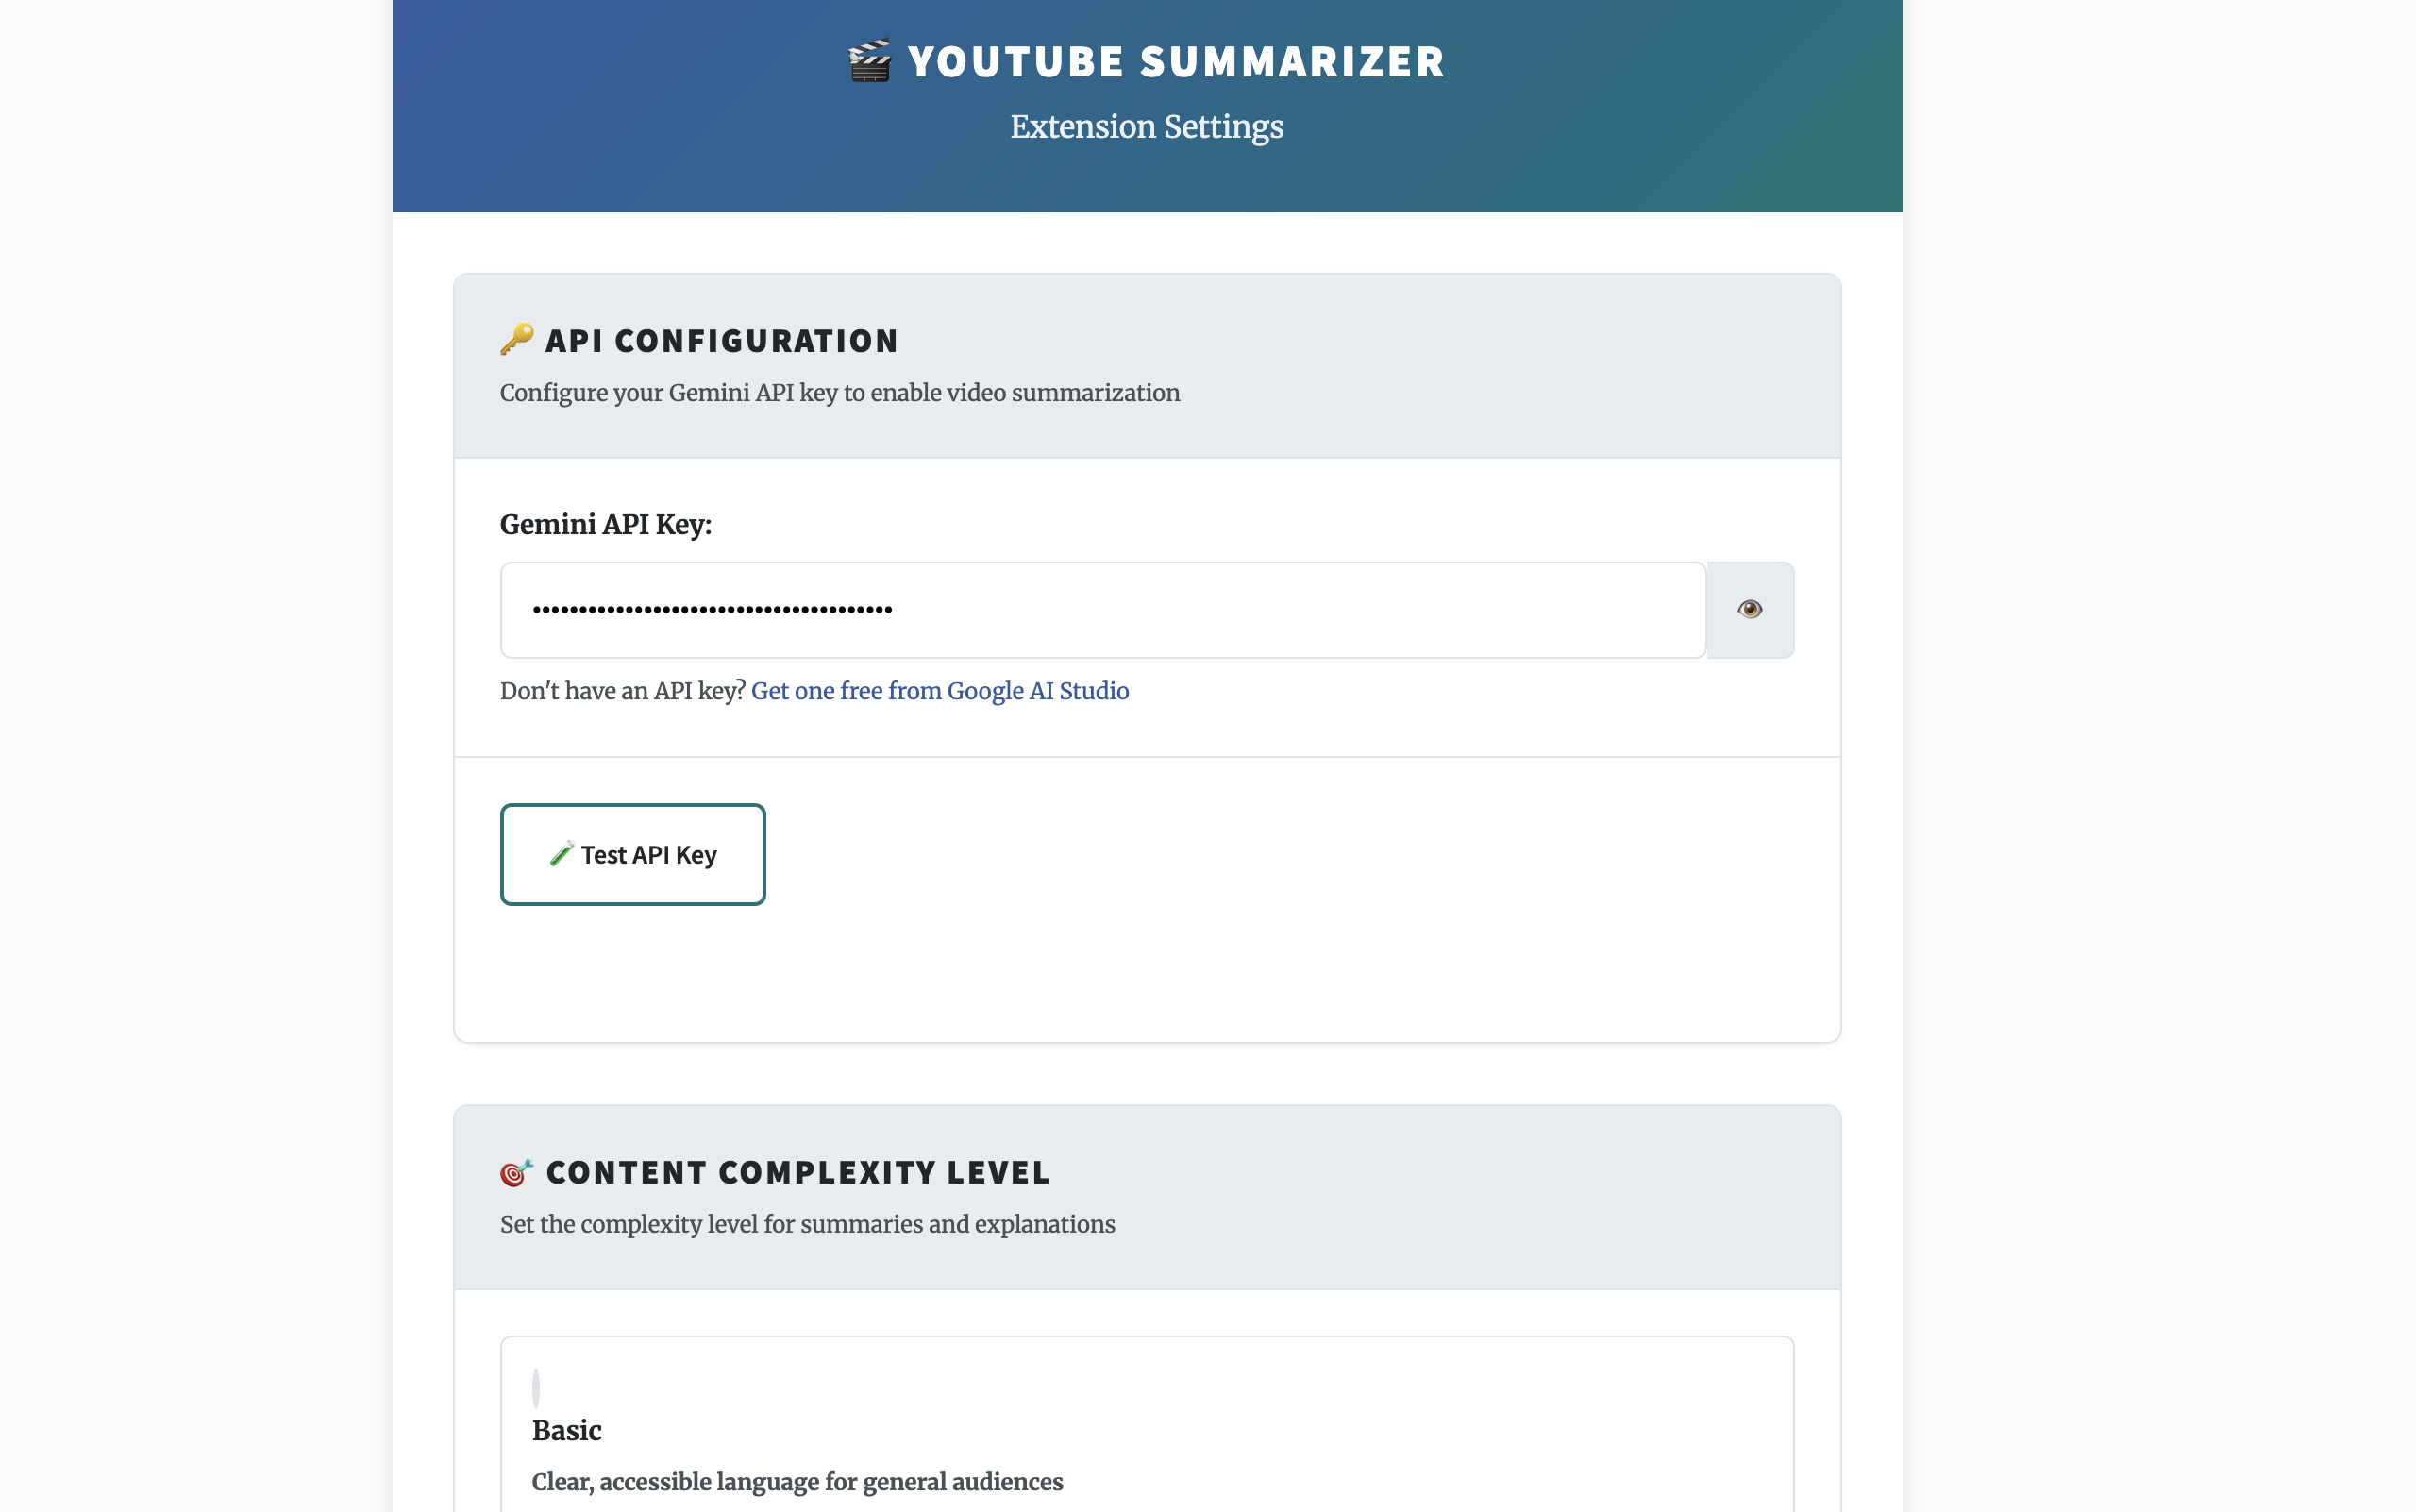 YOUTUBE SUMMARIZER
Extension Settings
API CONFIGURATION
Configure your Gemini API key to enable video summarization
Gemini API Key:
••••••••••••••••••••••••••••••••••••••
Don't have an API key? Get one free from Google AI Studio
Test API Key
CONTENT COMPLEXITY LEVEL
Set the complexity level for summaries and explanations
Basic
Clear, accessible language for general audiences